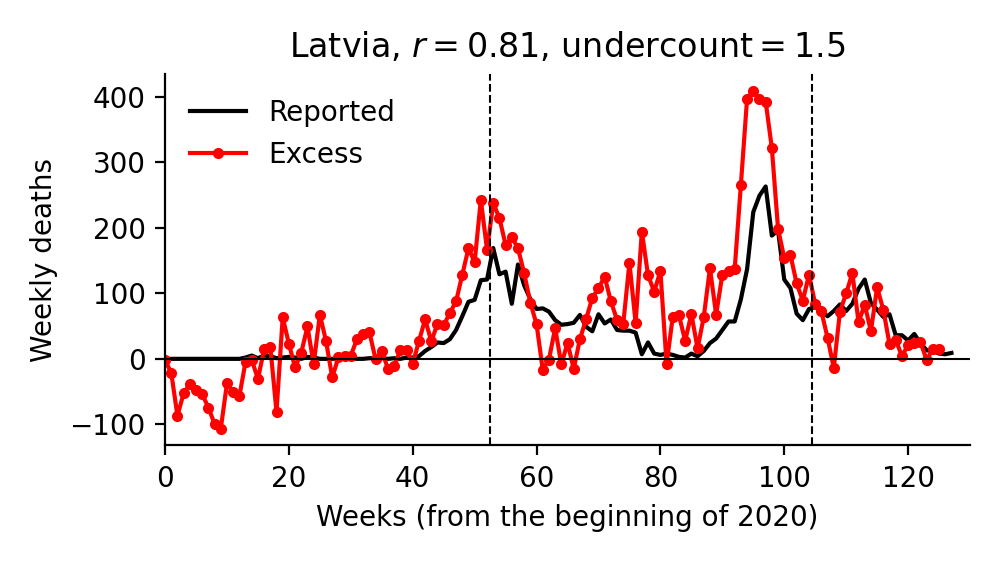 Latvia, r = 0.81, undercount = 1.5
Reported
Excess
Weekly deaths
400
300
200
100
0
−100
0 20 40 60 80 100 120
Weeks (from the beginning of 2020)